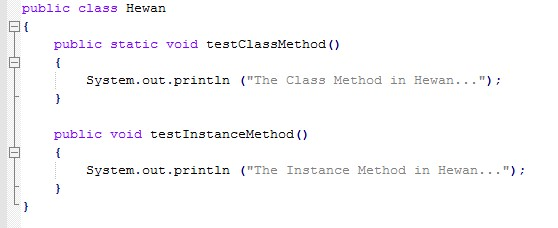 public class Hewan
{
public static void testClassMethod()
{
System.out.println ("The Class Method in Hewan...");
}
public void testInstanceMethod()
{
System.out.println ("The Instance Method in Hewan...");
}
}